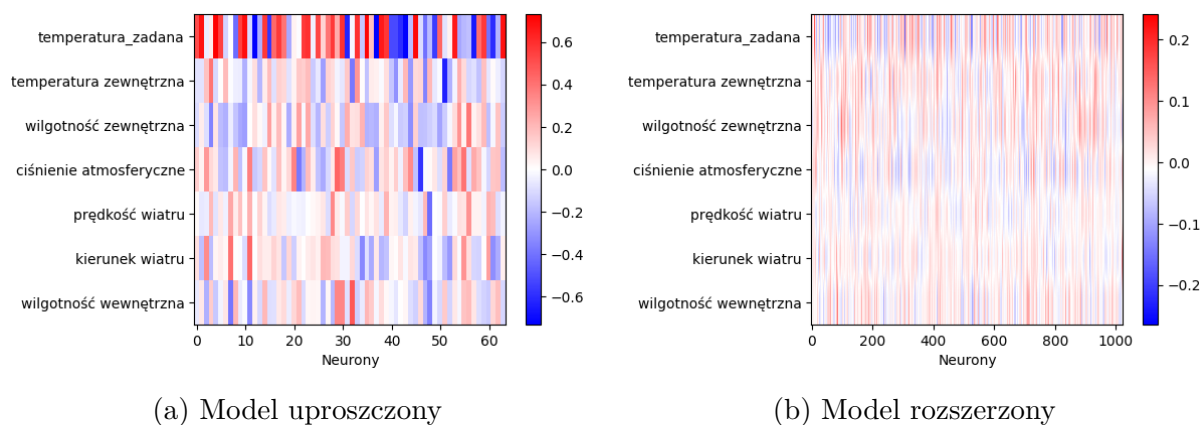 temperatura_zadana
temperatura zewnętrzna
wilgotność zewnętrzna
ciśnienie atmosferyczne
prędkość wiatru
kierunek wiatru
wilgotność wewnętrzna
0 10 20 30 40 50 60
Neurony
0.6
0.4
0.2
0.0
−0.2
−0.4
−0.6
(a) Model uproszczony
temperatura_zadana
temperatura zewnętrzna
wilgotność zewnętrzna
ciśnienie atmosferyczne
prędkość wiatru
kierunek wiatru
wilgotność wewnętrzna
0 200 400 600 800 1000
Neurony
0.2
0.1
0.0
−0.1
−0.2
(b) Model rozszerzony